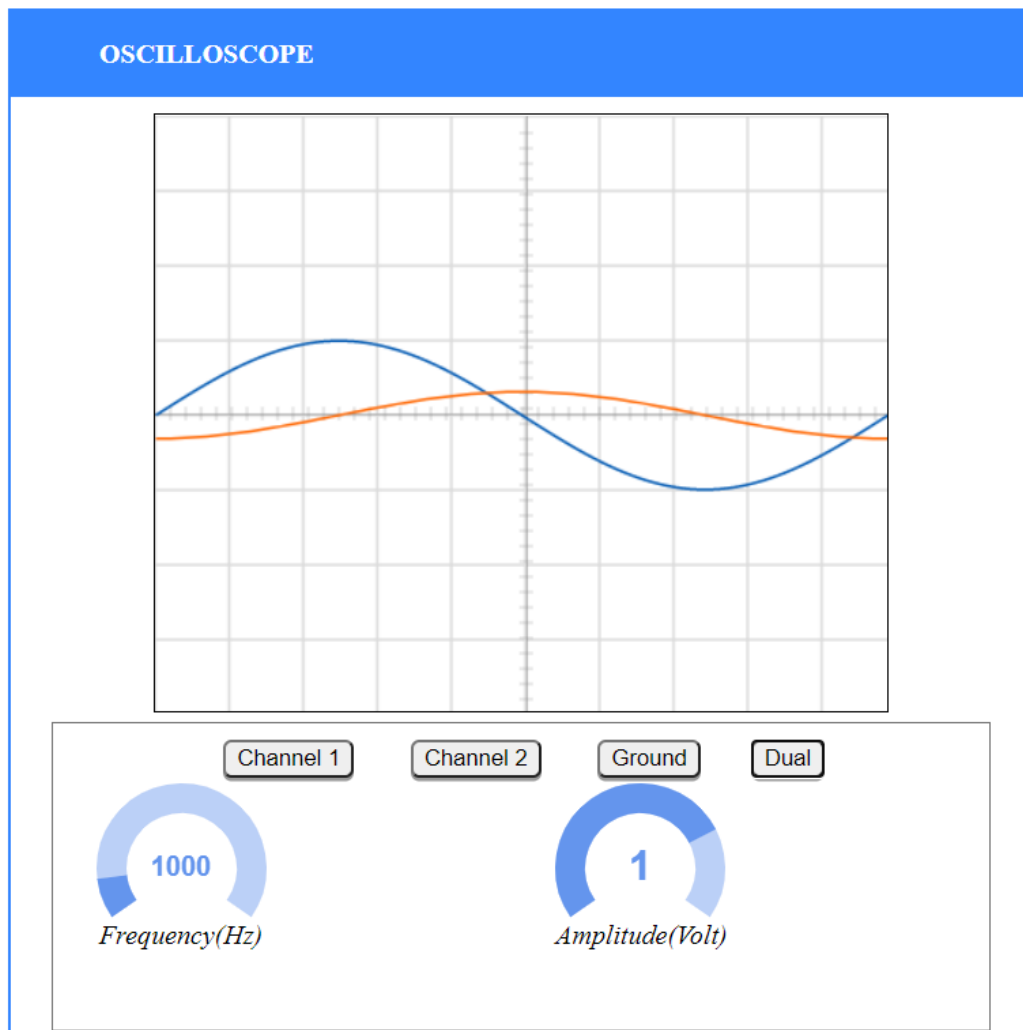 OSCILLOSCOPE
Channel 1 Channel 2 Ground Dual
1000 1
Frequency(Hz) Amplitude(Volt)